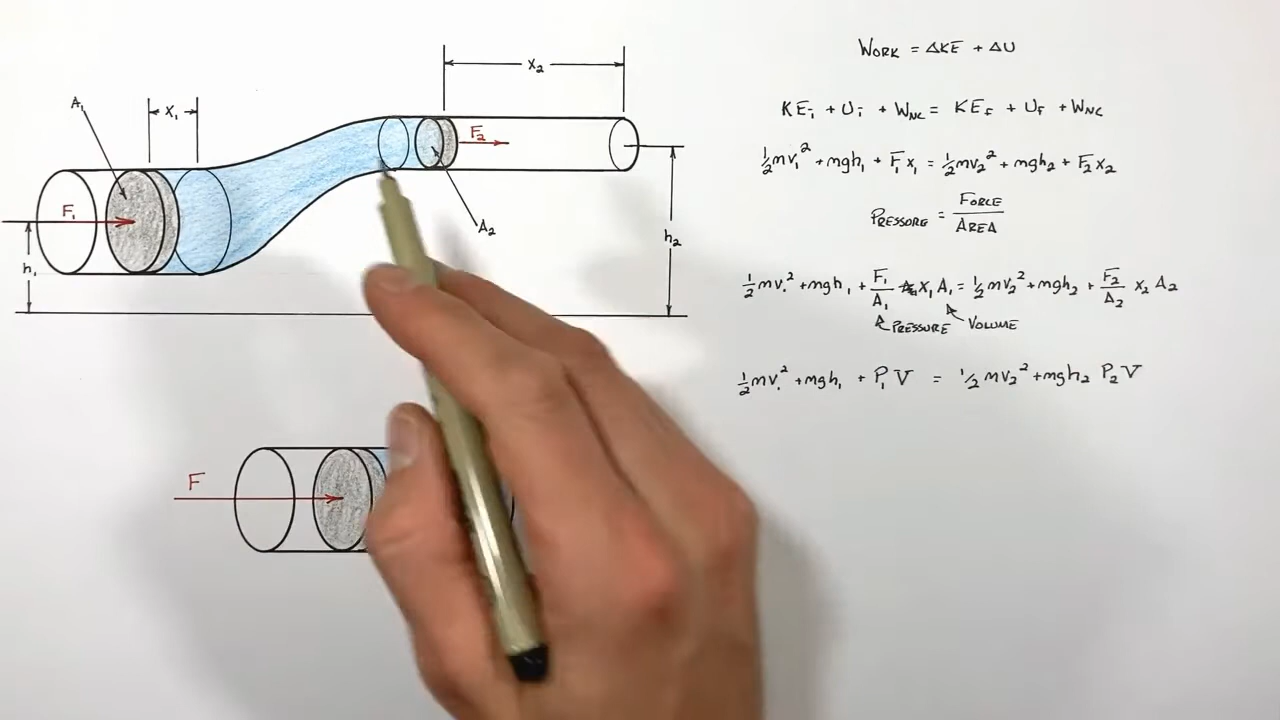 WORK = ΔKE + ΔU
KEi + Ui + WNC = KEf + Uf + WNC
½mv₁² + mgh₁ + F₁x₁ = ½mv₂² + mgh₂ + F₂x₂
PRESSURE = FORCE
AREA
½mv₁² + mgh₁ + F₁/A₁ x₁ A₁ = ½mv₂² + mgh₂ + F₂/A₂ x₂ A₂
PRESSURE VOLUME
½mv₁² + mgh₁ + P₁V = ½mv₂² + mgh₂ P₂V
x₂
A₁
x₁
F₂
F₁
A₂
h₁
h₂
F